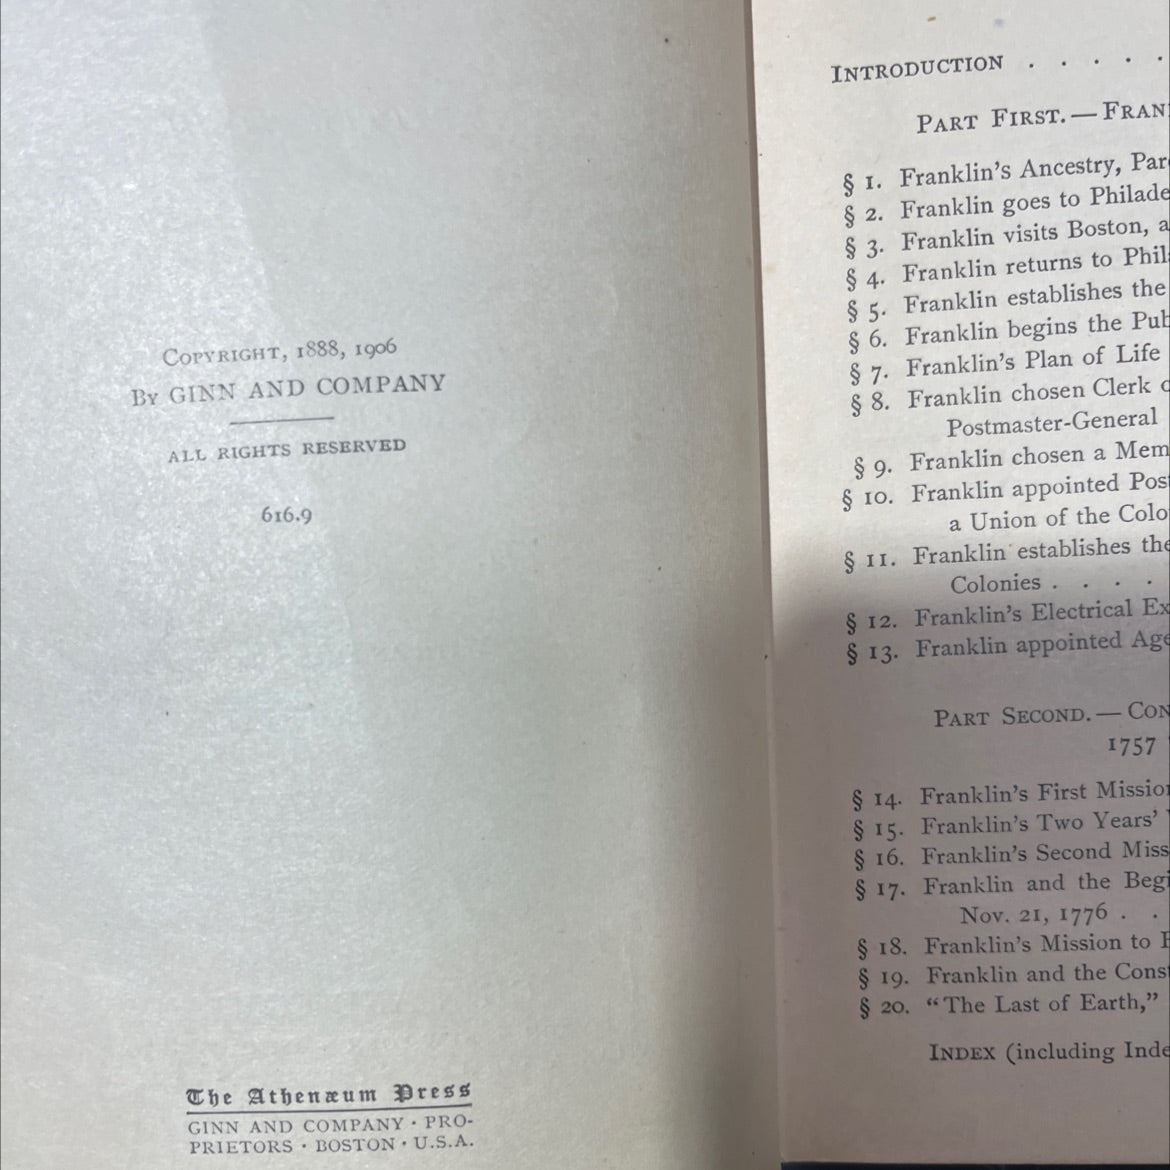 Copyright, 1888, 1906
By GINN AND COMPANY
ALL RIGHTS RESERVED
616.9
The Athenæum Press
GINN AND COMPANY · PRO-
PRIETORS · BOSTON · U.S.A.
Introduction . . . . .
Part First. — Fran
§ 1. Franklin's Ancestry, Par
§ 2. Franklin goes to Philade
§ 3. Franklin visits Boston, a
§ 4. Franklin returns to Phil
§ 5. Franklin establishes the
§ 6. Franklin begins the Pub
§ 7. Franklin's Plan of Life
§ 8. Franklin chosen Clerk
Postmaster-General
§ 9. Franklin chosen a Mem
§ 10. Franklin appointed Post
a Union of the Colo
§ 11. Franklin establishes the
Colonies . . . .
§ 12. Franklin's Electrical Ex
§ 13. Franklin appointed Age
Part Second. — Con
1757
§ 14. Franklin's First Mission
§ 15. Franklin's Two Years'
§ 16. Franklin's Second Miss
§ 17. Franklin and the Begi
Nov. 21, 1776 . .
§ 18. Franklin's Mission to
§ 19. Franklin and the Cons
§ 20. “The Last of Earth,”
Index (including Inde